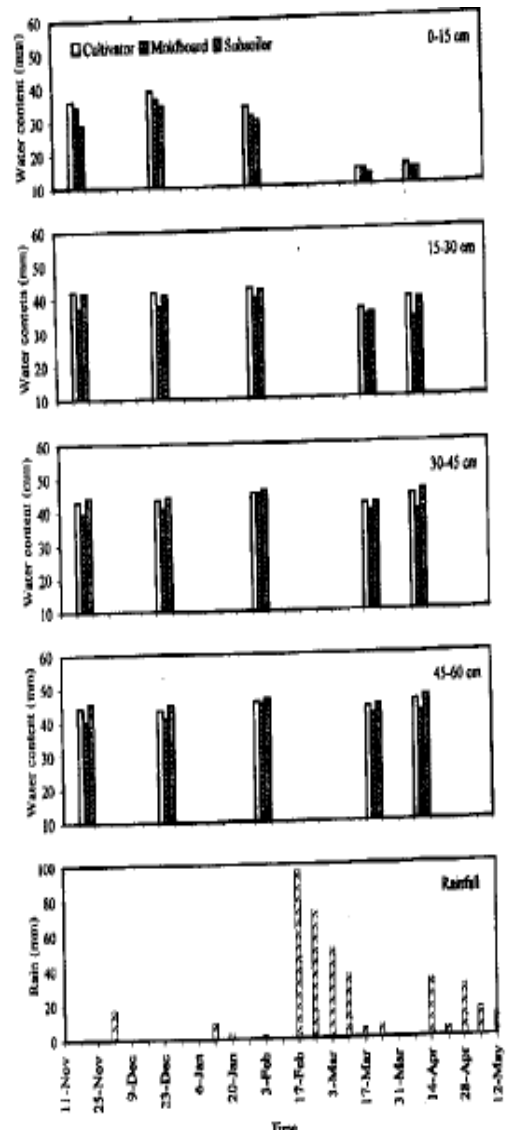 60
50
40
30
20
10
Water content (mm)
Cultivator Moldboard Subsoiler
0-15 cm
60
50
40
30
20
10
Water contents (mm)
15-30 cm
60
50
40
30
20
10
Water content (mm)
30-45 cm
60
50
40
30
20
10
Water content (mm)
45-60 cm
100
80
60
40
20
0
Rain (mm)
Rainfall
11-Nov
25-Nov
9-Dec
23-Dec
6-Jan
20-Jan
3-Feb
17-Feb
3-Mar
17-Mar
31-Mar
14-Apr
28-Apr
12-May
Time